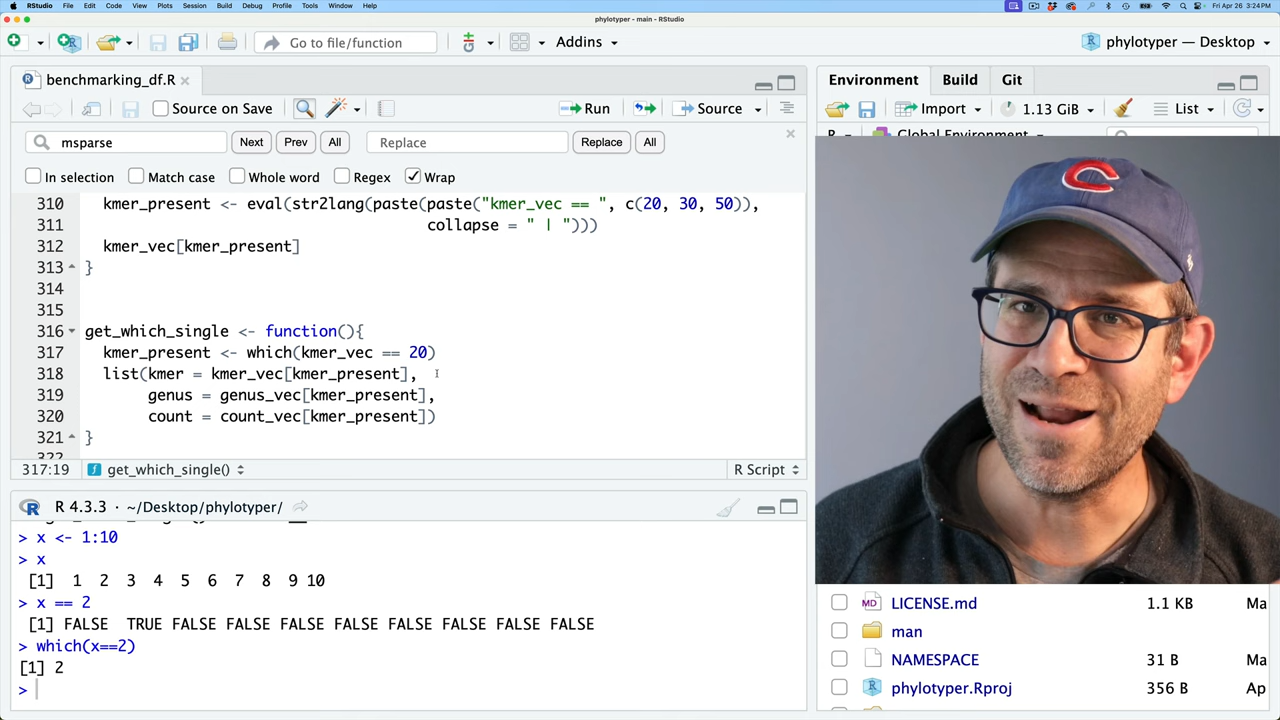 RStudio File Edit Code View Plots Session Build Debug Profile Tools Window Help Fri Apr 26 3:24 PM
phylotyper - main - RStudio
Go to file/function Addins phylotyper — Desktop
benchmarking_df.R
Source on Save Run Source
msparse Next Prev All Replace Replace All
In selection Match case Whole word Regex Wrap
310 kmer_present <- eval(str2lang(paste(paste("kmer_vec == ", c(20, 30, 50)),
311 collapse = " | ")))
312 kmer_vec[kmer_present]
313 }
314
315
316 get_which_single <- function(){
317 kmer_present <- which(kmer_vec == 20)
318 list(kmer = kmer_vec[kmer_present],
319 genus = genus_vec[kmer_present],
320 count = count_vec[kmer_present])
321 }
322
317:19 get_which_single() R Script
R 4.3.3 · ~/Desktop/phylotyper/
> x <- 1:10
> x
[1] 1 2 3 4 5 6 7 8 9 10
> x == 2
[1] FALSE TRUE FALSE FALSE FALSE FALSE FALSE FALSE FALSE FALSE
> which(x==2)
[1] 2
>
Environment Build Git
Import 1.13 GiB List
R Global Environment
C
MD LICENSE.md 1.1 KB Ma
man
NAMESPACE 31 B Ma
phylotyper.Rproj 356 B Ap